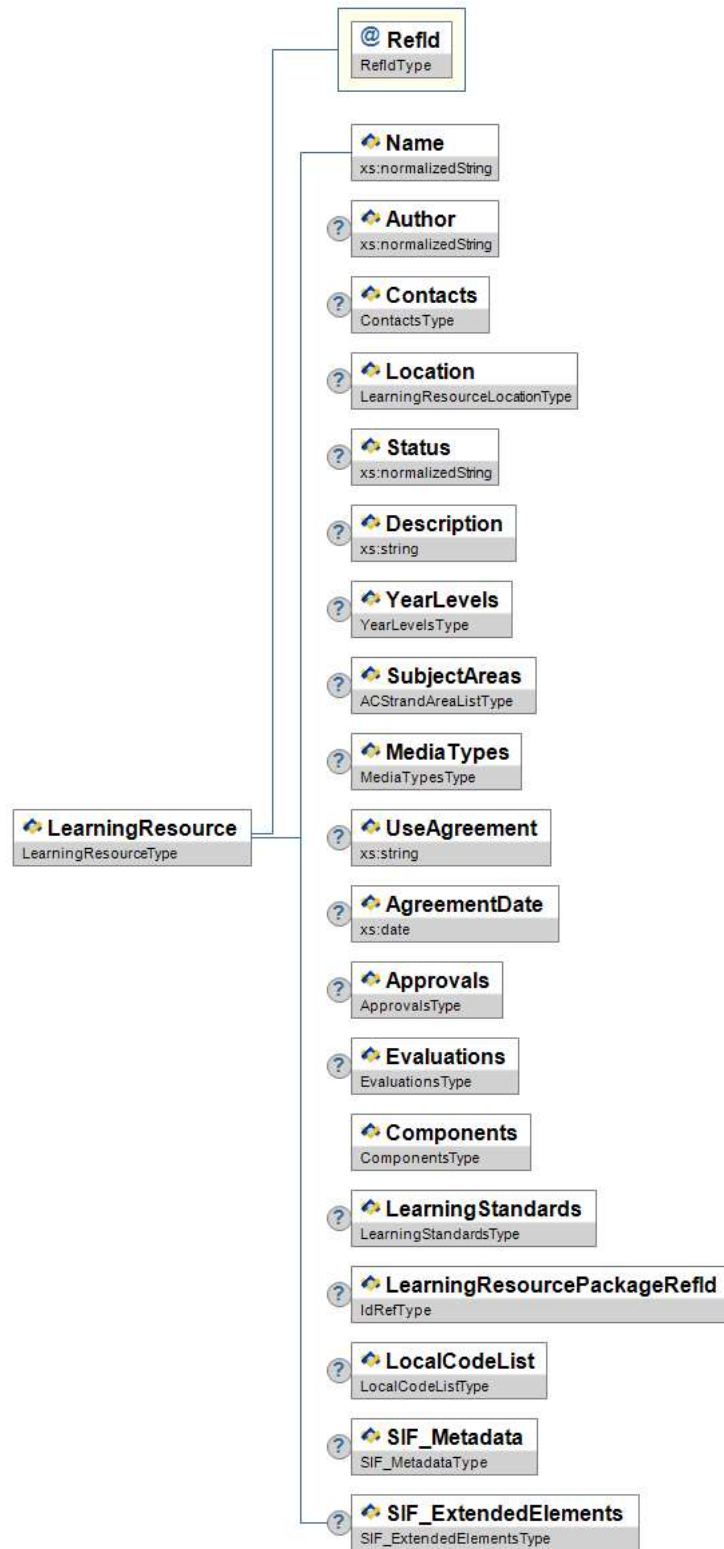 @ RefId
RefIdType
Name
xs:normalizedString
? Author
xs:normalizedString
? Contacts
ContactsType
? Location
LearningResourceLocationType
? Status
xs:normalizedString
? Description
xs:string
? YearLevels
YearLevelsType
? SubjectAreas
ACStrandAreaListType
? MediaTypes
MediaTypesType
LearningResource
LearningResourceType
? UseAgreement
xs:string
? AgreementDate
xs:date
? Approvals
ApprovalsType
? Evaluations
EvaluationsType
Components
ComponentsType
? LearningStandards
LearningStandardsType
? LearningResourcePackageRefId
IdRefType
? LocalCodeList
LocalCodeListType
? SIF_Metadata
SIF_MetadataType
? SIF_ExtendedElements
SIF_ExtendedElementsType